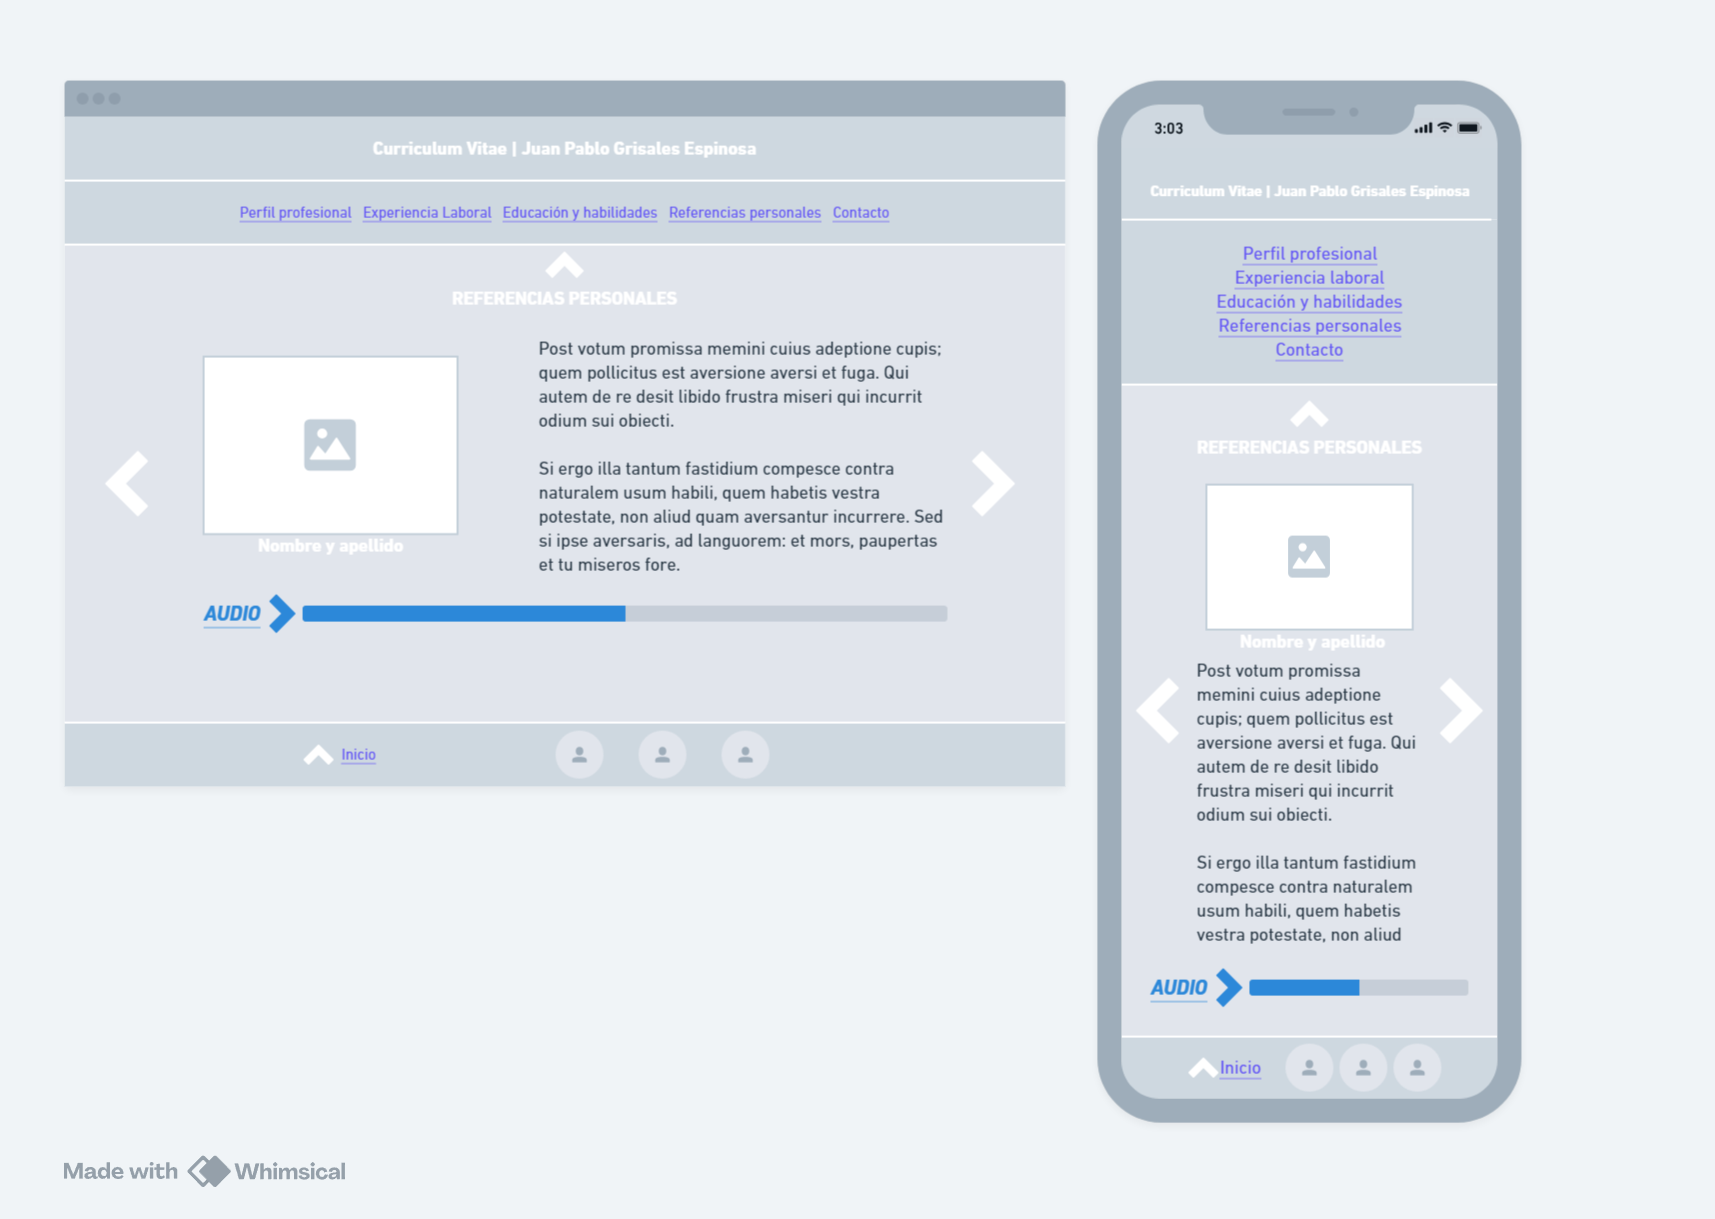 Curriculum Vitae | Juan Pablo Grisales Espinosa
Perfil profesional Experiencia Laboral Educación y habilidades Referencias personales Contacto
REFERENCIAS PERSONALES
Nombre y apellido
Post votum promissa memini cuius adeptione cupis;
quem pollicitus est aversione aversi et fuga. Qui
autem de re desit libido frustra miseri qui incurrit
odium sui obiecti.
Si ergo illa tantum fastidium compesce contra
naturalem usum habili, quem habetis vestra
potestate, non aliud quam aversantur incurrere. Sed
si ipse aversaris, ad languorem: et mors, paupertas
et tu miseros fore.
AUDIO
Inicio
3:03
Curriculum Vitae | Juan Pablo Grisales Espinosa
Perfil profesional
Experiencia laboral
Educación y habilidades
Referencias personales
Contacto
REFERENCIAS PERSONALES
Nombre y apellido
Post votum promissa
memini cuius adeptione
cupis; quem pollicitus est
aversione aversi et fuga. Qui
autem de re desit libido
frustra miseri qui incurrit
odium sui obiecti.
Si ergo illa tantum fastidium
compesce contra naturalem
usum habili, quem habetis
vestra potestate, non aliud
AUDIO
Inicio
Made with Whimsical